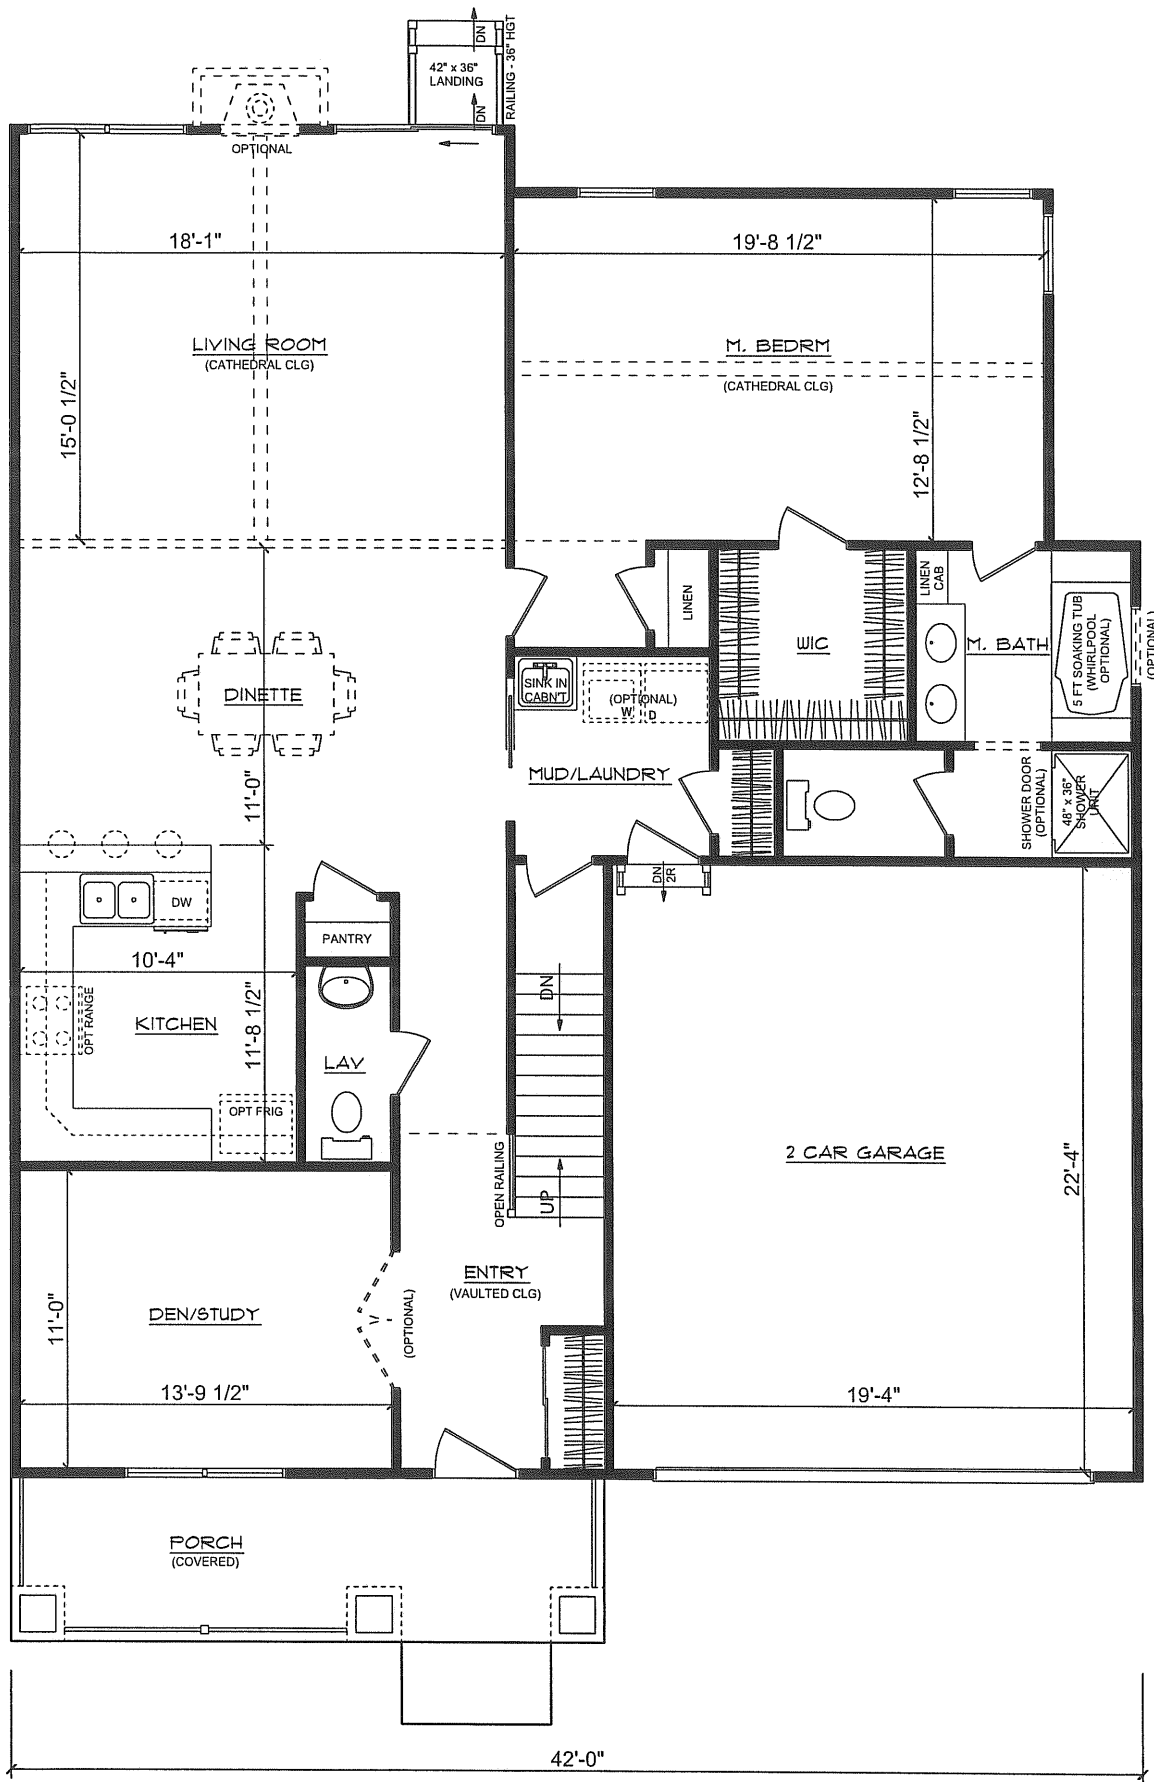 DN
RAILING - 36" HGT
42" x 36"
LANDING
DN
OPTIONAL
18'-1"
19'-8 1/2"
LIVING ROOM
(CATHEDRAL CLG)
M. BEDRM
(CATHEDRAL CLG)
15'-0 1/2"
12'-8 1/2"
LINEN
LINEN
CAB
WIC
M. BATH
5 FT SOAKING TUB
(WHIRLPOOL
OPTIONAL)
(OPTIONAL)
SINK IN
CABN'T
(OPTIONAL)
W D
DINETTE
MUD/LAUNDRY
11'-0"
SHOWER DOOR
(OPTIONAL)
48" x 36"
SHOWER
UNIT
DN
2R
DW
PANTRY
10'-4"
DN
OPT RANGE
KITCHEN
11'-8 1/2"
LAV
OPT FRIG
2 CAR GARAGE
22'-4"
OPEN RAILING
UP
ENTRY
(VAULTED CLG)
DEN/STUDY
11'-0"
(OPTIONAL)
13'-9 1/2"
19'-4"
PORCH
(COVERED)
42'-0"